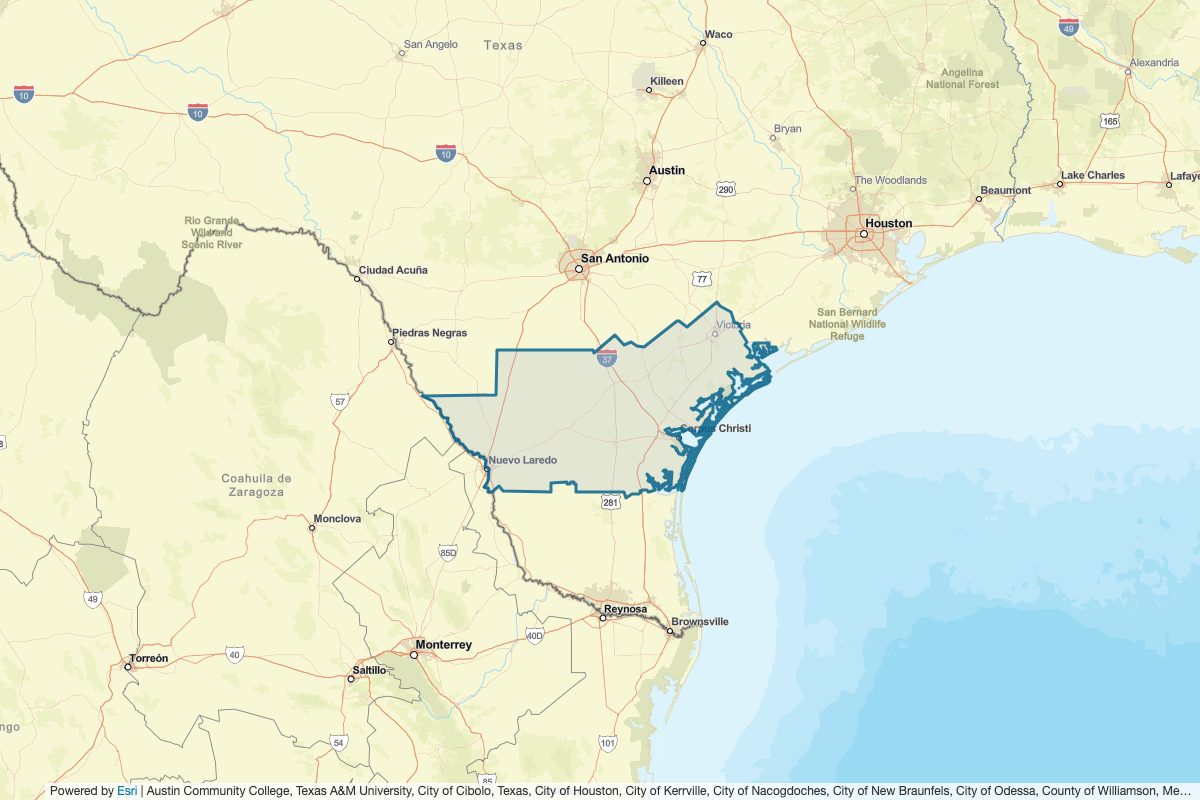 Waco
San Angelo
Texas
49
Alexandria
Killeen
Angelina
National Forest
10
10
165
Bryan
10
Austin
290
Lake Charles
Lafaye
The Woodlands
Beaumont
Rio Grande
Wild and
Scenic River
Houston
San Antonio
Ciudad Acuña
77
San Bernard
National Wildlife
Refuge
Victoria
Piedras Negras
37
57
Corpus Christi
Nuevo Laredo
Coahuila de
Zaragoza
281
Monclova
85D
49
Reynosa
Brownsville
40D
Monterrey
Torreón
40
Saltillo
ngo
54
101
85
Powered by Esri | Austin Community College, Texas A&M University, City of Cibolo, Texas, City of Houston, City of Kerrville, City of Nacogdoches, City of New Braunfels, City of Odessa, County of Williamson, Me…